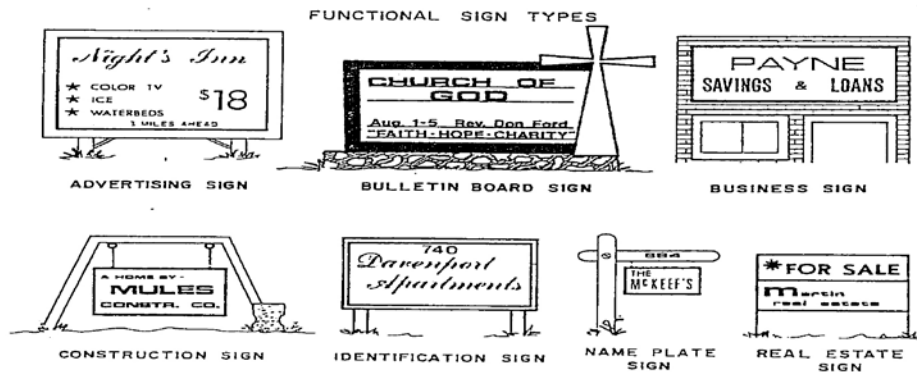 FUNCTIONAL SIGN TYPES
Night's Inn
★ COLOR TV
★ ICE
★ WATERBEDS
$18
3 MILES AHEAD
ADVERTISING SIGN
CHURCH OF
GOD
Aug. 1-5 Rev. Don Ford
"FAITH-HOPE-CHARITY"
BULLETIN BOARD SIGN
PAYNE
SAVINGS & LOANS
BUSINESS SIGN
A HOME BY-
MULES
CONSTR. CO.
CONSTRUCTION SIGN
740
Davenport
Apartments
IDENTIFICATION SIGN
884
THE
McKEEF'S
NAME PLATE
SIGN
*FOR SALE
martin
real estate
REAL ESTATE
SIGN